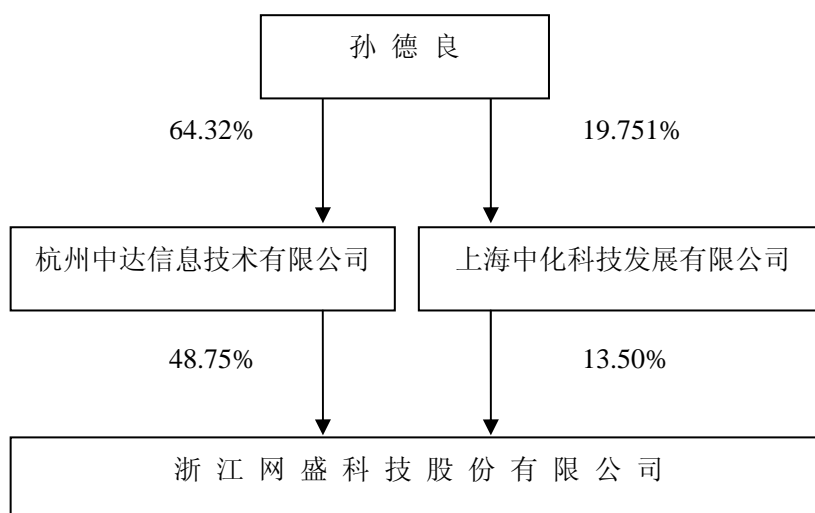 孙 德 良
64.32%
19.751%
杭州中达信息技术有限公司
上海中化科技发展有限公司
48.75%
13.50%
浙 江 网 盛 科 技 股 份 有 限 公 司